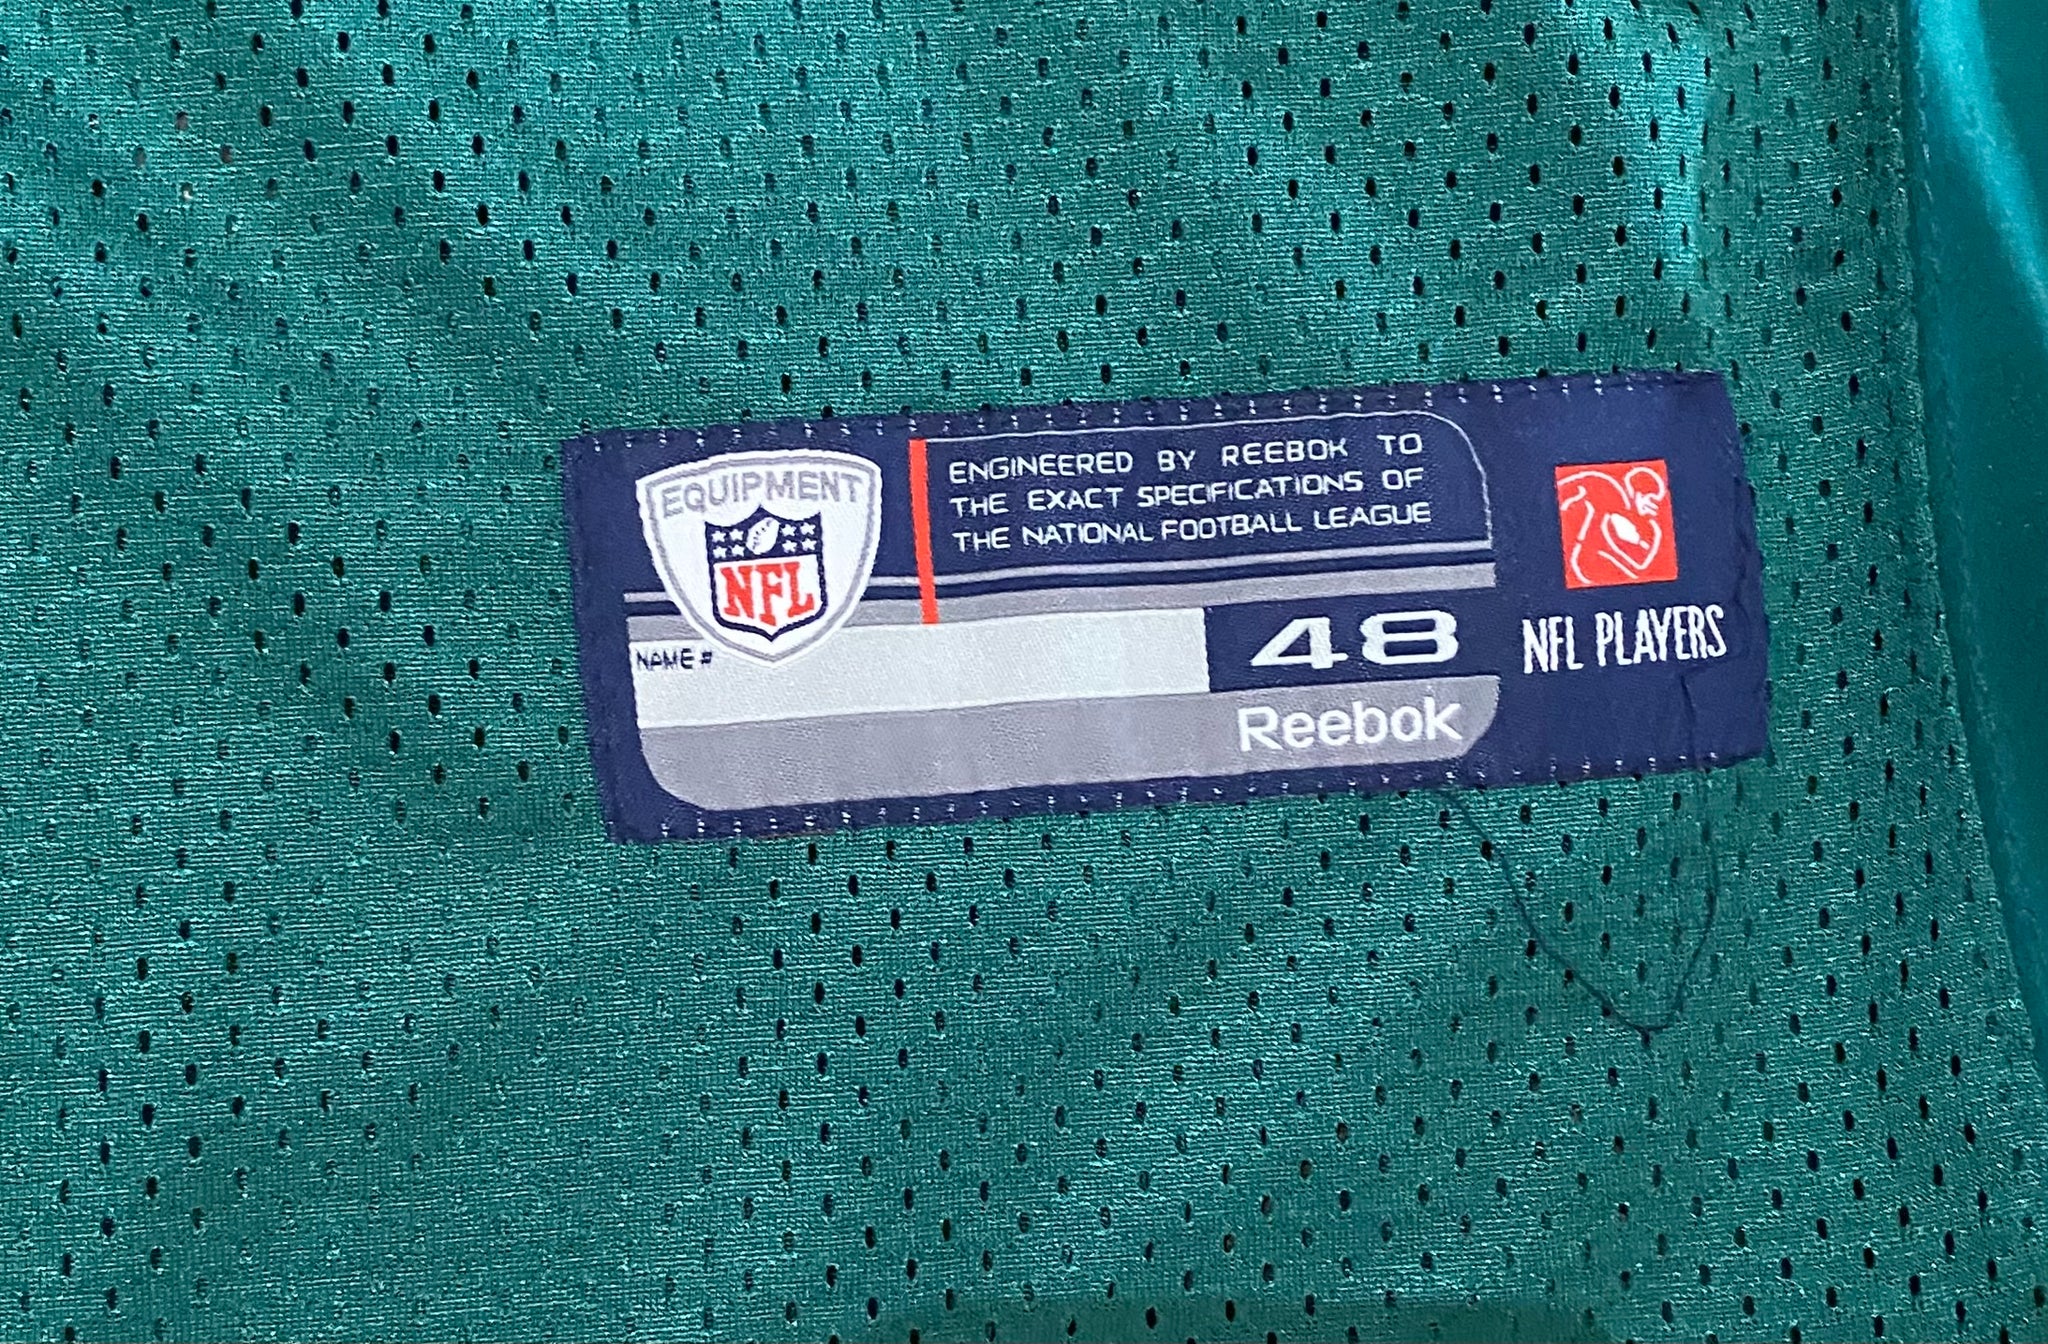 EQUIPMENT
NFL
ENGINEERED BY REEBOK TO
THE EXACT SPECIFICATIONS OF
THE NATIONAL FOOTBALL LEAGUE
NAME #
48
Reebok
NFL PLAYERS